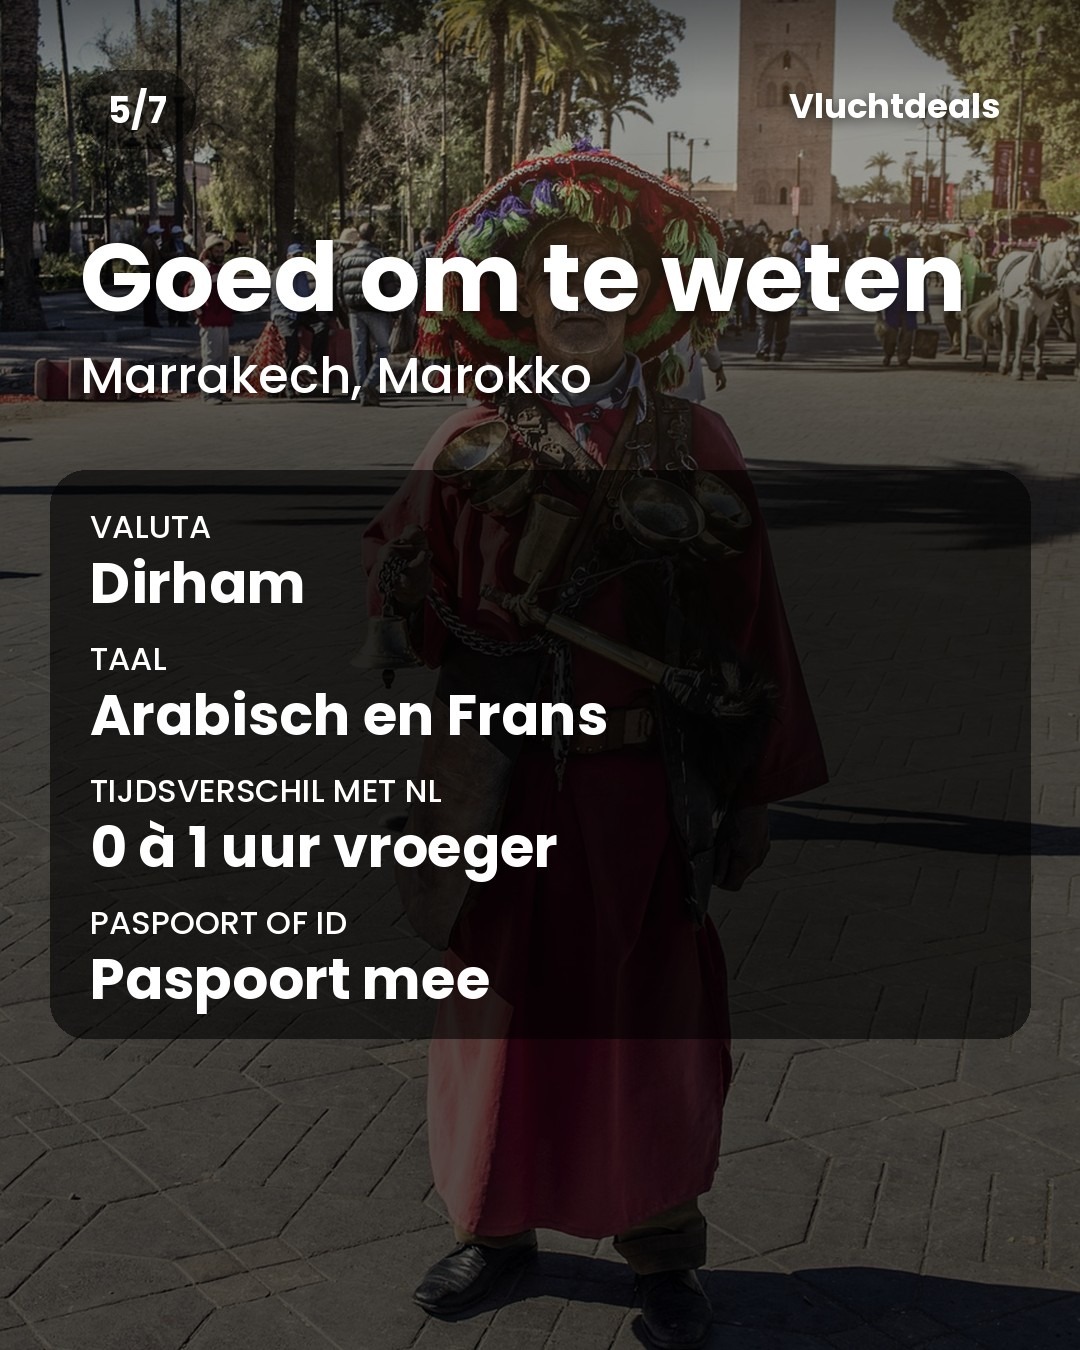 5/7
Vluchtdeals
Goed om te weten
Marrakech, Marokko
VALUTA
Dirham
TAAL
Arabisch en Frans
TIJDSVERSCHIL MET NL
0 à 1 uur vroeger
PASPOORT OF ID
Paspoort mee